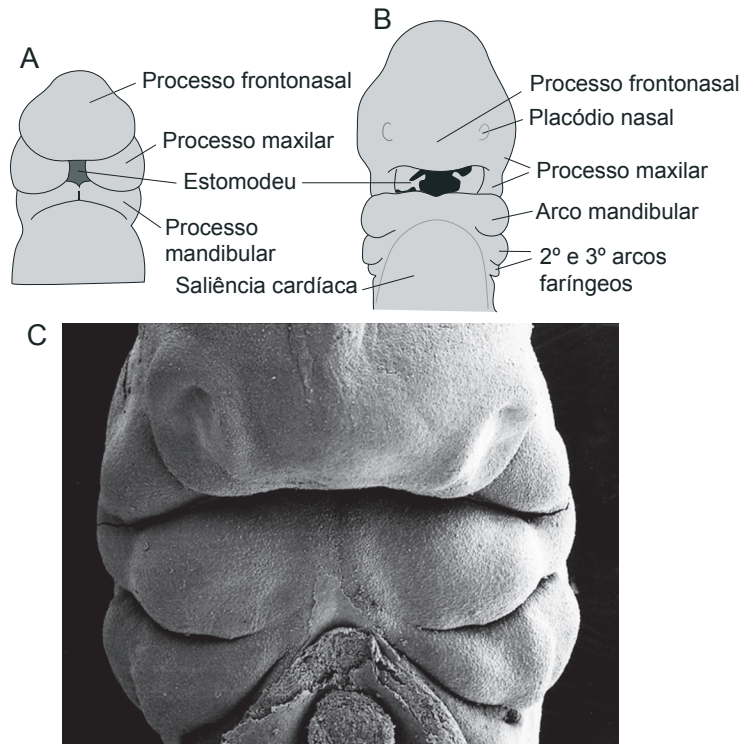 A
Processo frontonasal
Processo maxilar
Estomodeu
Processo
mandibular
B
Processo frontonasal
Placódio nasal
Processo maxilar
Arco mandibular
2º e 3º arcos
faríngeos
Saliência cardíaca
C